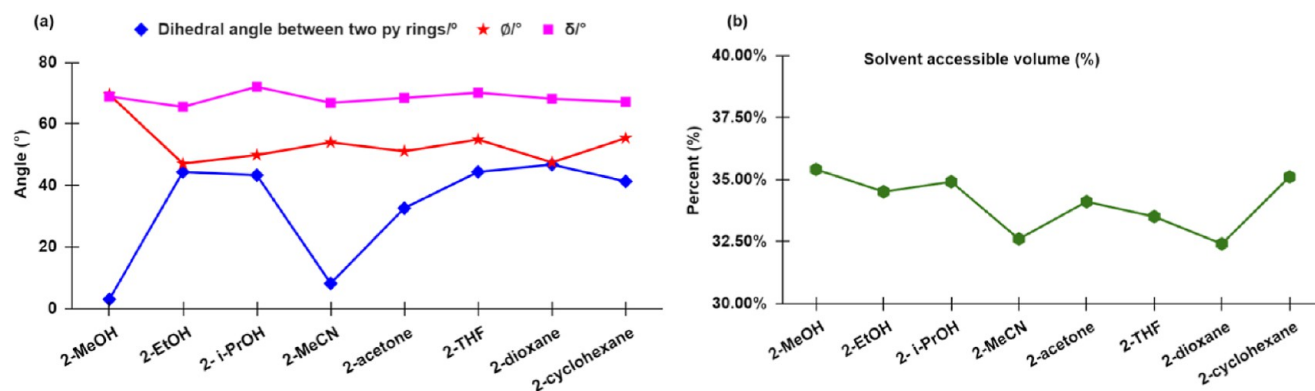 (a)
Dihedral angle between two py rings/° ϕ/° δ/°
80
60
40
20
0
Angle (°)
2-MeOH
2-EtOH
2- i-PrOH
2-MeCN
2-acetone
2-THF
2-dioxane
2-cyclohexane
(b)
Solvent accessible volume (%)
40.00%
37.50%
35.00%
32.50%
30.00%
Percent (%)
2-MeOH
2-EtOH
2- i-PrOH
2-MeCN
2-acetone
2-THF
2-dioxane
2-cyclohexane